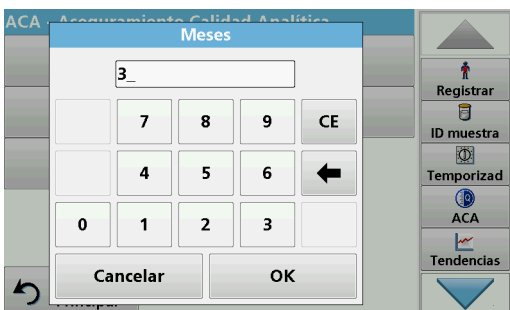 ACA - Aseguramiento Calidad Analítica
Meses
3_
7 8 9 CE
4 5 6
0 1 2 3
Cancelar OK
Principal
Registrar
ID muestra
Temporizad
ACA
Tendencias